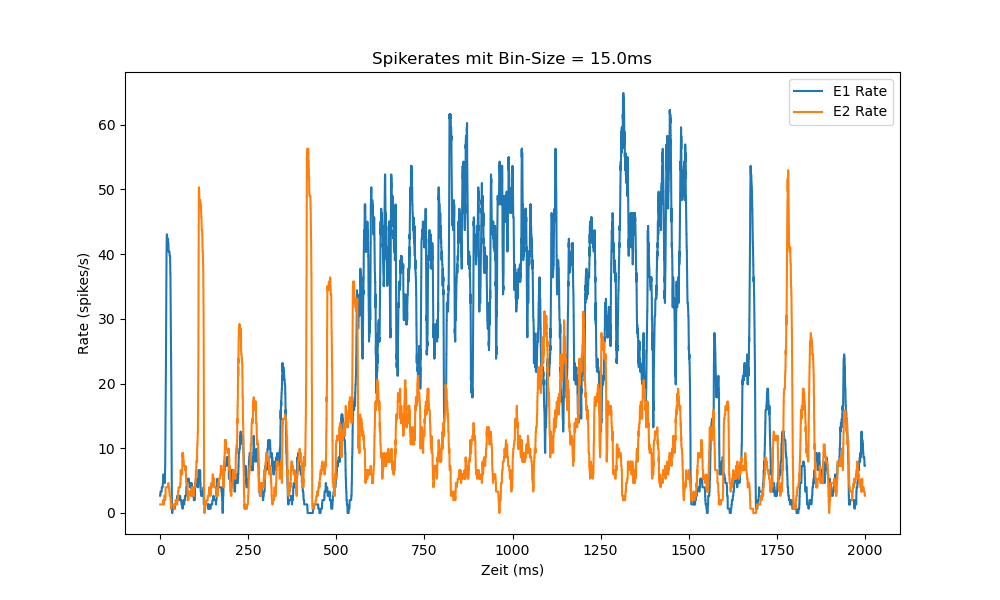 Spikerates mit Bin-Size = 15.0ms
E1 Rate
E2 Rate
60
50
40
30
20
10
0
Rate (spikes/s)
0 250 500 750 1000 1250 1500 1750 2000
Zeit (ms)